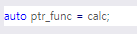 auto ptr_func = calc;